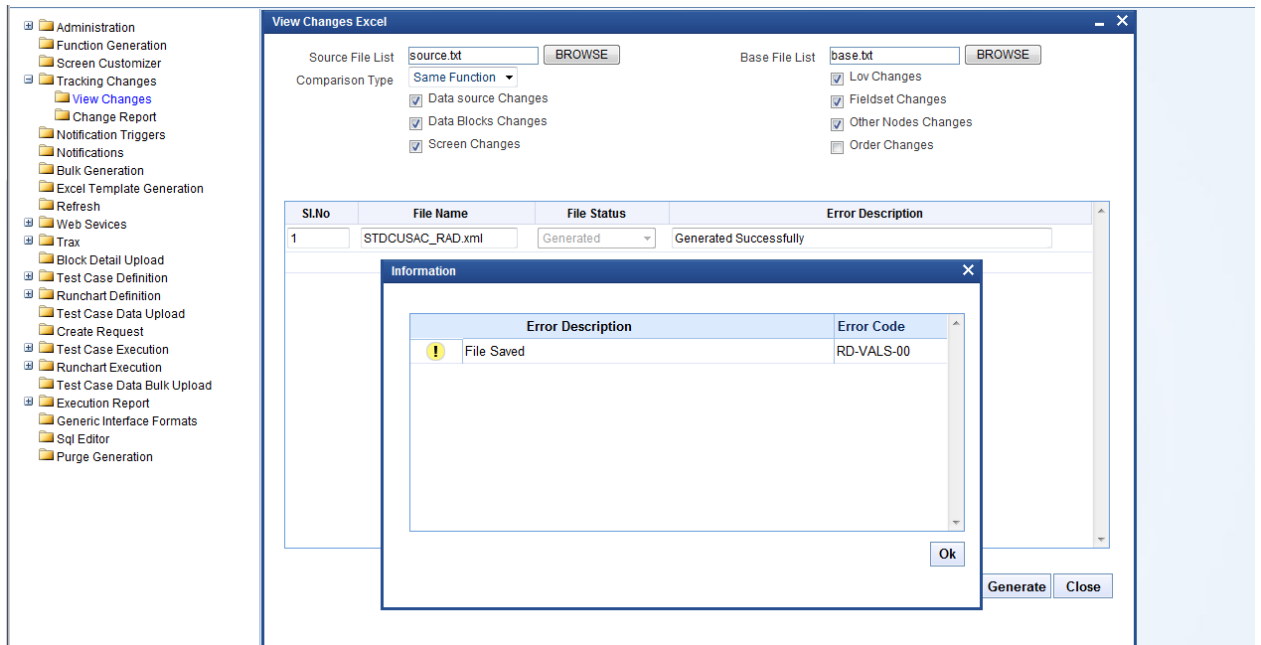 Administration
Function Generation
Screen Customizer
Tracking Changes
View Changes
Change Report
Notification Triggers
Notifications
Bulk Generation
Excel Template Generation
Refresh
Web Sevices
Trax
Block Detail Upload
Test Case Definition
Runchart Definition
Test Case Data Upload
Create Request
Test Case Execution
Runchart Execution
Test Case Data Bulk Upload
Execution Report
Generic Interface Formats
Sql Editor
Purge Generation
View Changes Excel
Source File List source.txt BROWSE Base File List base.txt BROWSE
Comparison Type Same Function Lov Changes
Data source Changes Fieldset Changes
Data Blocks Changes Other Nodes Changes
Screen Changes Order Changes
Sl.No File Name File Status Error Description
1 STDCUSAC_RAD.xml Generated Generated Successfully
Information
Error Description Error Code
File Saved RD-VALS-00
Ok
Generate Close